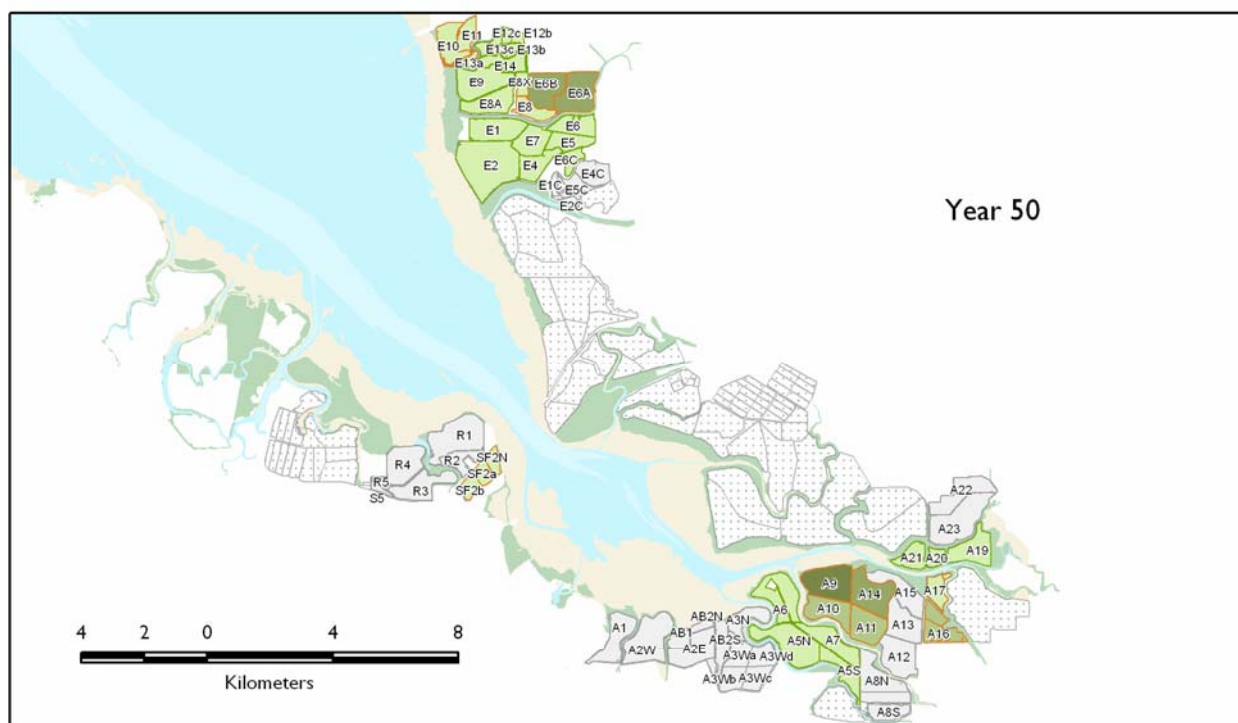 E11
E12c E12b
E10
E13c E13b
E13a E14
E9
E8X
E6B
E6A
E8A
E8
E1
E6
E7
E5
E2
E4
E6C
E4C
E1C
E5C
E2C
Year 50
R1
R4
R2
SF2N
SF2a
R5
R3
SF2b
S5
A22
A23
A21
A20
A19
A9
A14
A15
A17
A6
A10
A11
A13
A16
A1
AB1
AB2N
A3N
A2W
A2E
AB2S
A5N
A7
A3Wa
A3Wd
A12
A3Wb
A3Wc
A5S
A8N
A8S
4 2 0 4 8
Kilometers